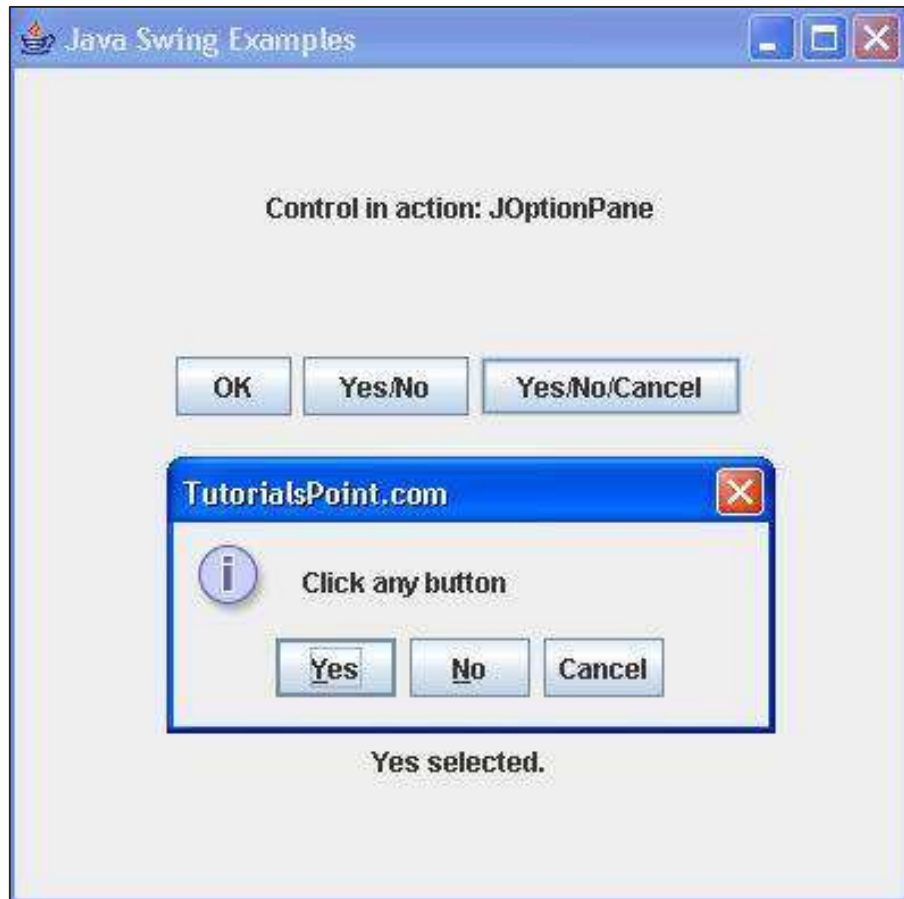 Java Swing Examples
Control in action: JOptionPane
OK Yes/No Yes/No/Cancel
TutorialsPoint.com
i
Click any button
Yes No Cancel
Yes selected.